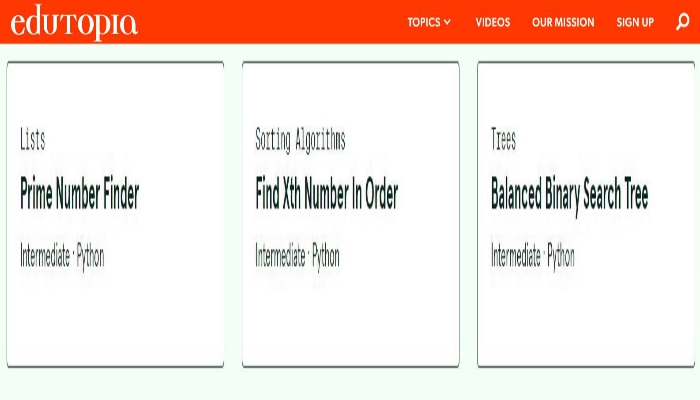 edutopia
TOPICS VIDEOS OUR MISSION SIGN UP
Lists
Prime Number Finder
Intermediate · Python
Sorting Algorithms
Find Xth Number In Order
Intermediate · Python
Trees
Balanced Binary Search Tree
Intermediate · Python